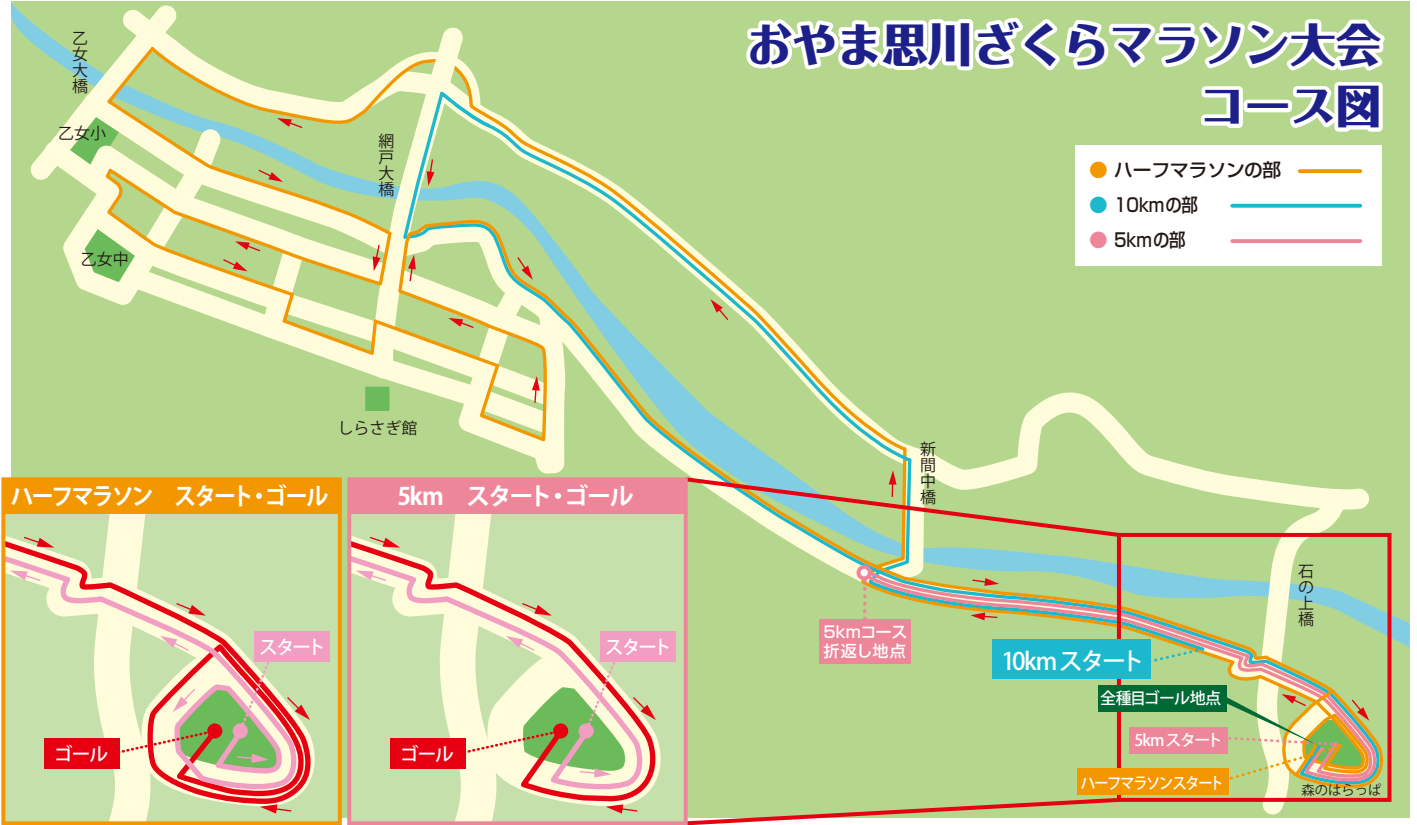 おやま思川ざくらマラソン大会
コース図
ハーフマラソンの部
10kmの部
5kmの部
乙女大橋
乙女小
網戸大橋
乙女中
しらさぎ館
新間中橋
石の上橋
5kmコース
折返し地点
10kmスタート
全種目ゴール地点
5kmスタート
ハーフマラソンスタート
森のはらっぱ
ハーフマラソン スタート・ゴール
スタート
ゴール
5km スタート・ゴール
スタート
ゴール